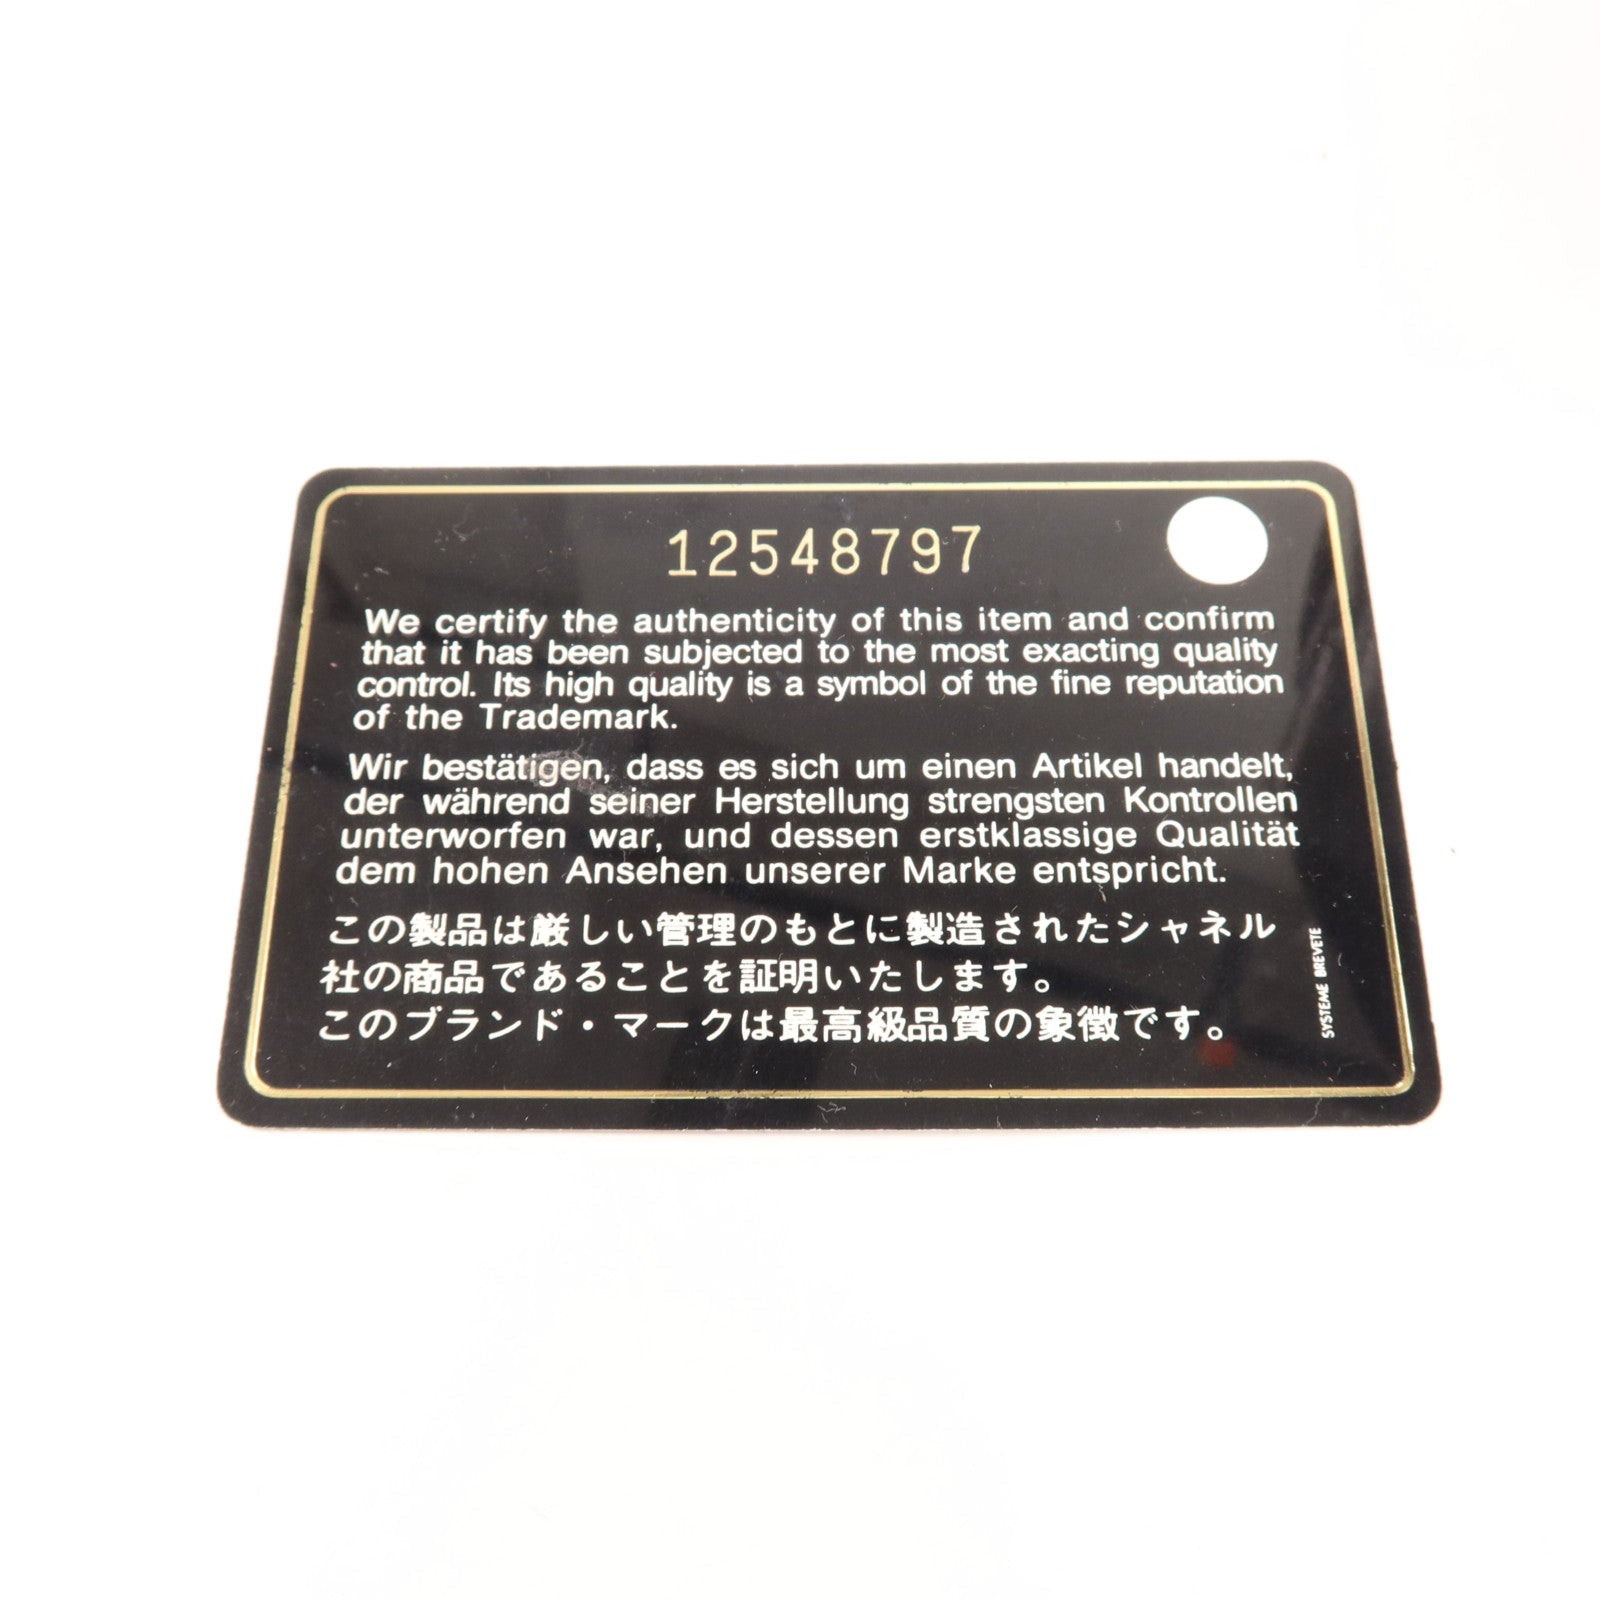 12548797
We certify the authenticity of this item and confirm
that it has been subjected to the most exacting quality
control. Its high quality is a symbol of the fine reputation
of the Trademark.
Wir bestätigen, dass es sich um einen Artikel handelt,
der während seiner Herstellung strengsten Kontrollen
unterworfen war, und dessen erstklassige Qualität
dem hohen Ansehen unserer Marke entspricht.
この製品は厳しい管理のもとに製造されたシャネル
社の商品であることを証明いたします。
このブランド・マークは最高級品質の象徴です。
SYSTEME BREVETE